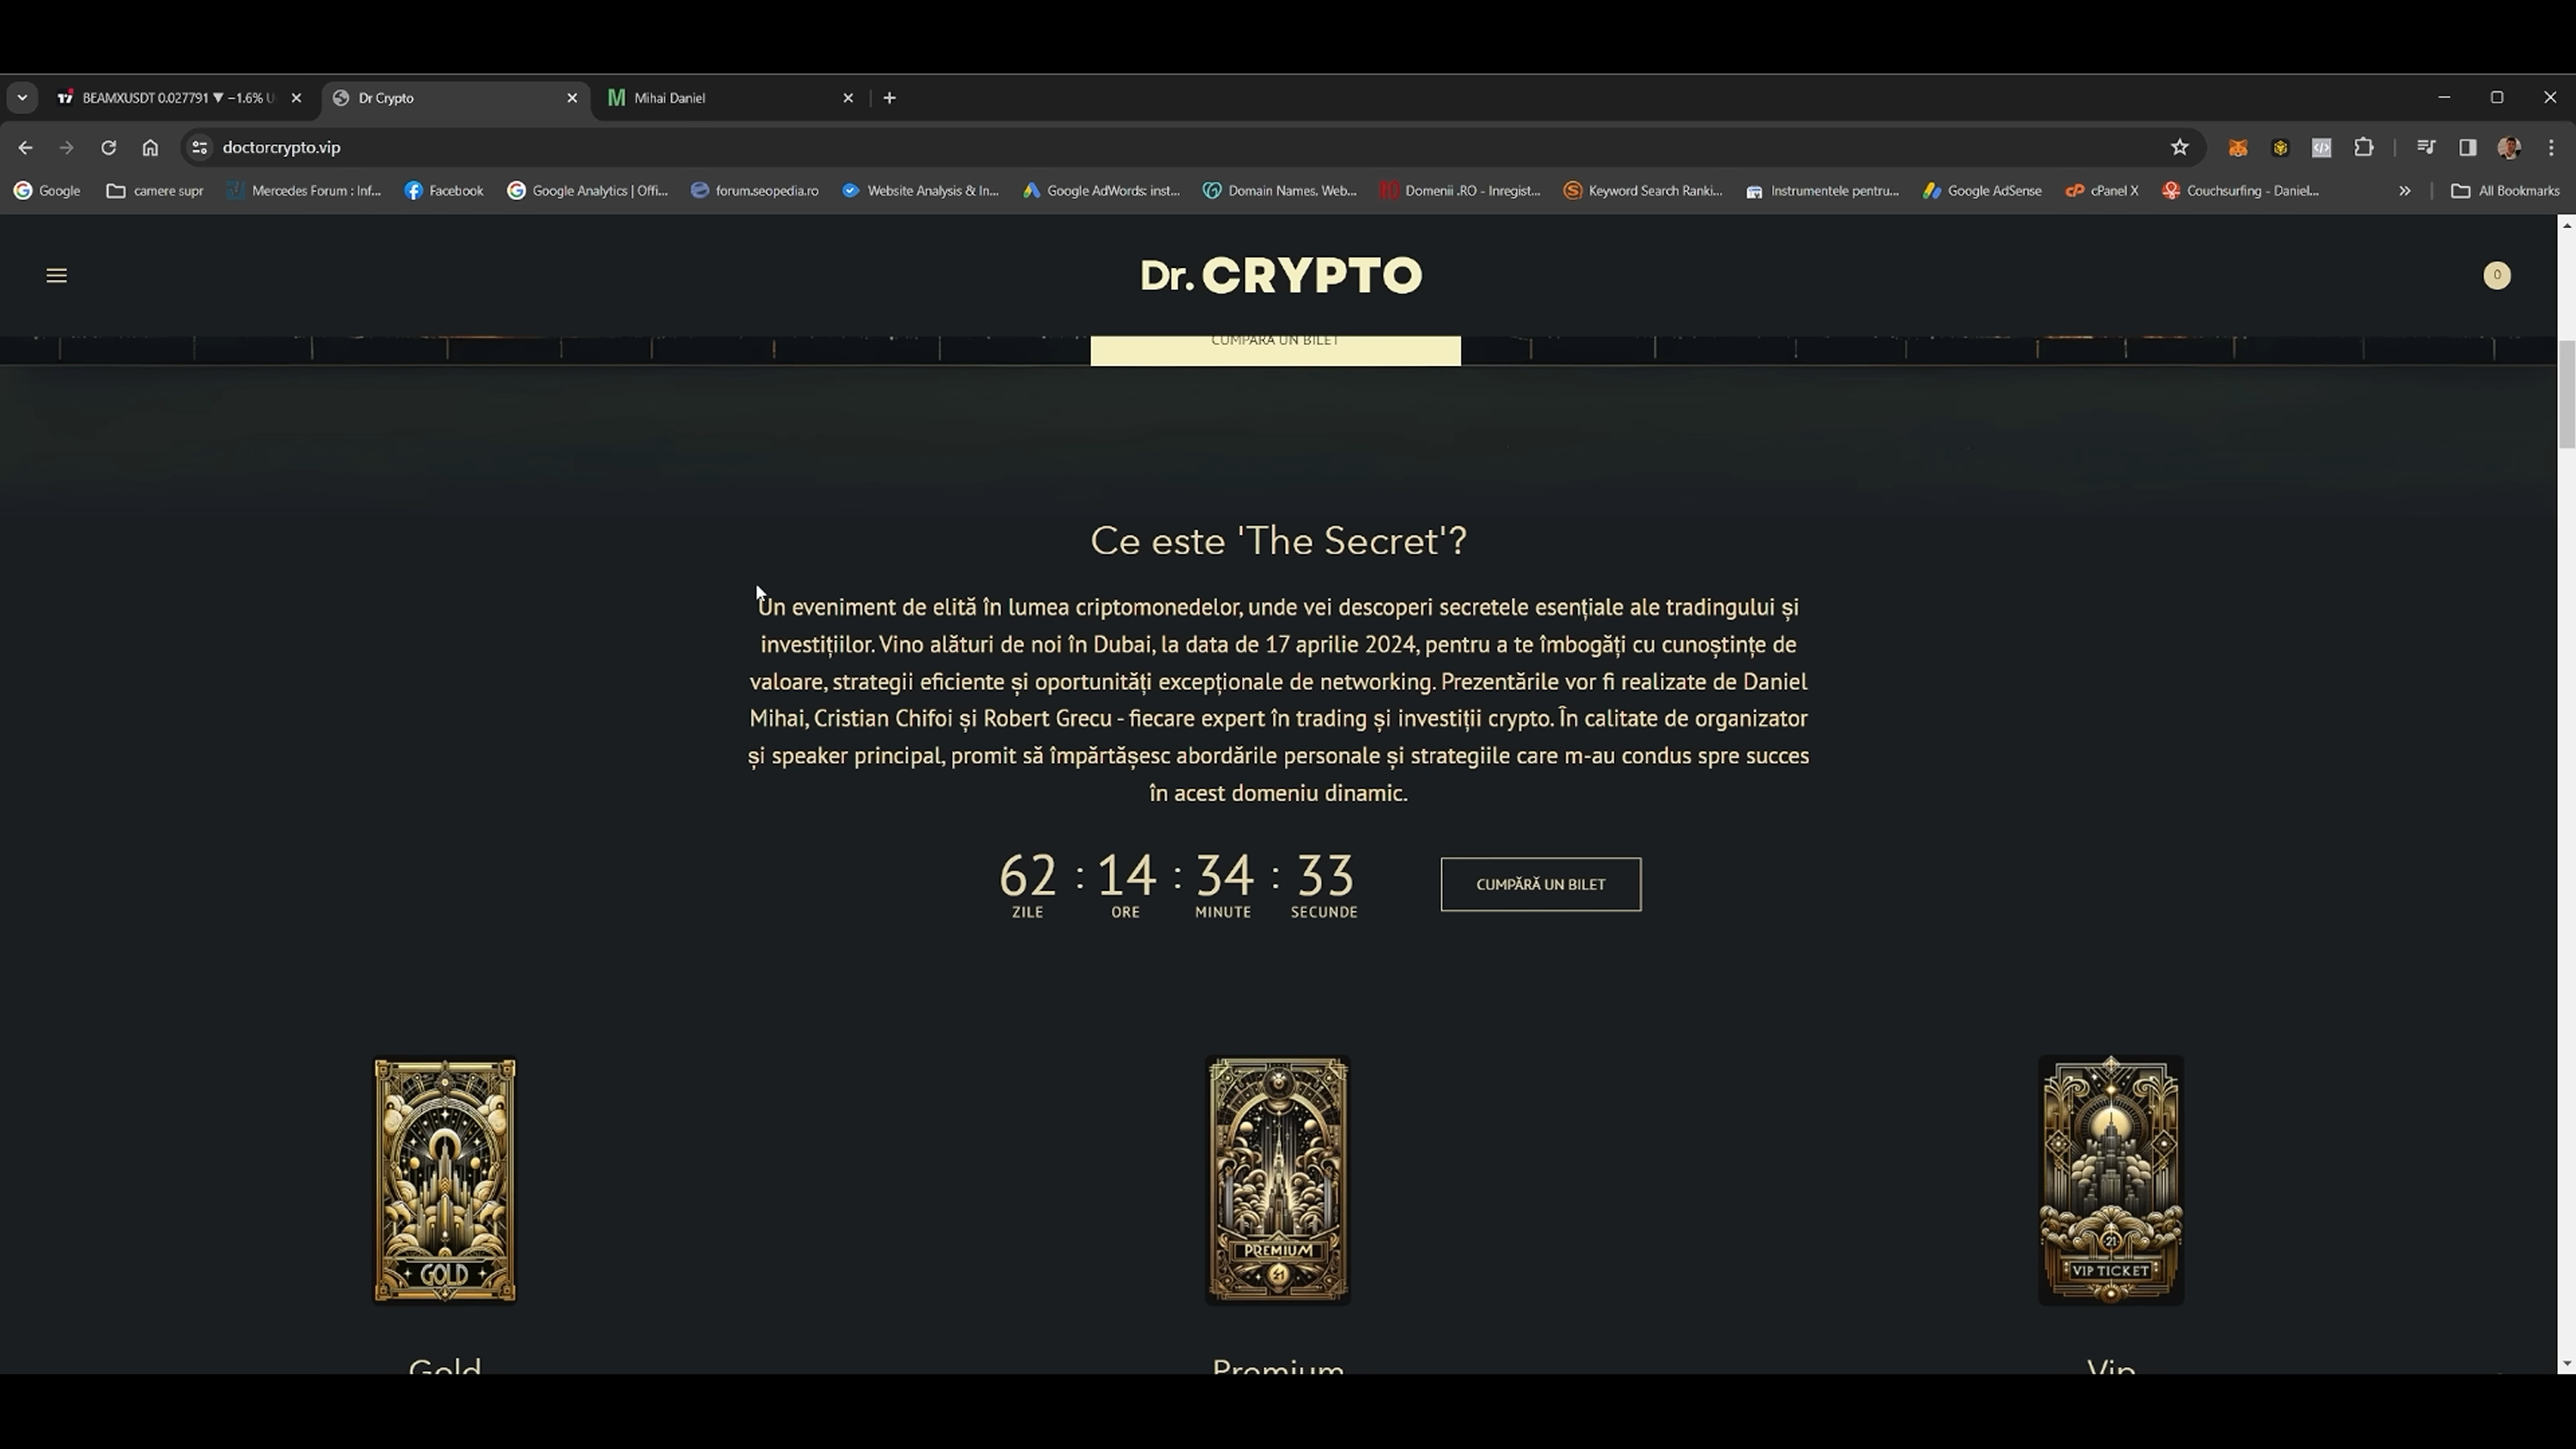 BEAMXUSDT 0.027791 ▼ −1.6% U
Dr Crypto
Mihai Daniel
doctorcrypto.vip
Google
camere supr
Mercedes Forum : Inf...
Facebook
Google Analytics | Offi...
forum.seopedia.ro
Website Analysis & In...
Google AdWords: inst...
Domain Names, Web...
Domenii .RO - Inregist...
Keyword Search Ranki...
Instrumentele pentru...
Google AdSense
cPanel X
Couchsurfing - Daniel...
All Bookmarks
Dr. CRYPTO
0
CUMPĂRĂ UN BILET
Ce este 'The Secret'?
Un eveniment de elită în lumea criptomonedelor, unde vei descoperi secretele esențiale ale tradingului și
investițiilor. Vino alături de noi în Dubai, la data de 17 aprilie 2024, pentru a te îmbogăți cu cunoștințe de
valoare, strategii eficiente și oportunități excepționale de networking. Prezentările vor fi realizate de Daniel
Mihai, Cristian Chifoi și Robert Grecu - fiecare expert în trading și investiții crypto. În calitate de organizator
și speaker principal, promit să împărtășesc abordările personale și strategiile care m-au condus spre succes
în acest domeniu dinamic.
62 : 14 : 34 : 33
ZILE ORE MINUTE SECUNDE
CUMPĂRĂ UN BILET
GOLD
PREMIUM
21
VIP TICKET
Gold
Premium
Vip